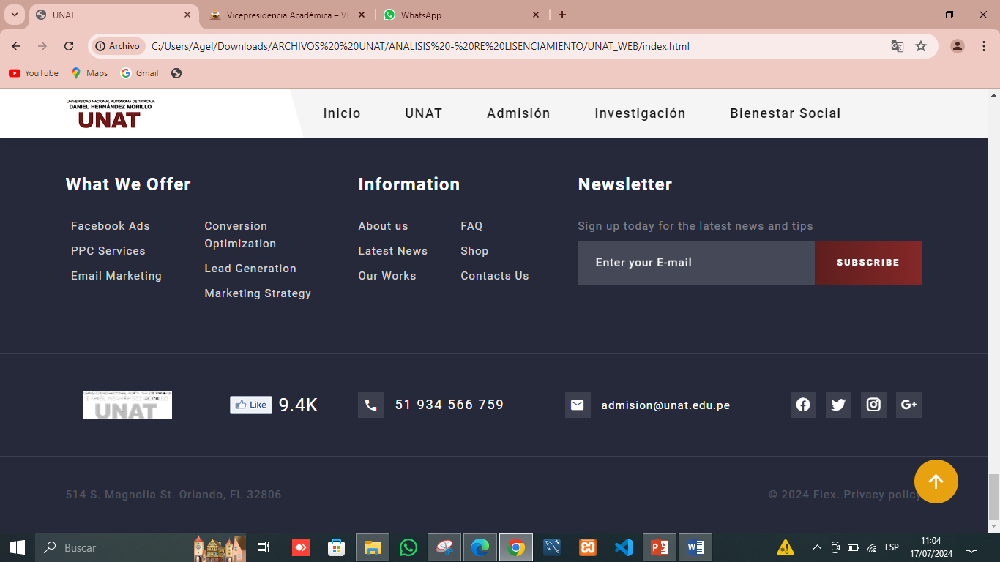 UNAT
Vicepresidencia Académica – VP
WhatsApp
Archivo
C:/Users/Agel/Downloads/ARCHIVOS%20%20UNAT/ANALISIS%20-%20RE%20LISENCIAMIENTO/UNAT_WEB/index.html
YouTube
Maps
Gmail
UNIVERSIDAD NACIONAL AUTÓNOMA DE TAYACAJA
DANIEL HERNÁNDEZ MORILLO
UNAT
Inicio
UNAT
Admisión
Investigación
Bienestar Social
What We Offer
Facebook Ads
PPC Services
Email Marketing
Conversion
Optimization
Lead Generation
Marketing Strategy
Information
About us
Latest News
Our Works
FAQ
Shop
Contacts Us
Newsletter
Sign up today for the latest news and tips
Enter your E-mail
SUBSCRIBE
UNAT
Like
9.4K
51 934 566 759
admision@unat.edu.pe
G+
514 S. Magnolia St. Orlando, FL 32806
© 2024 Flex. Privacy policy
Buscar
ESP
11:04
17/07/2024